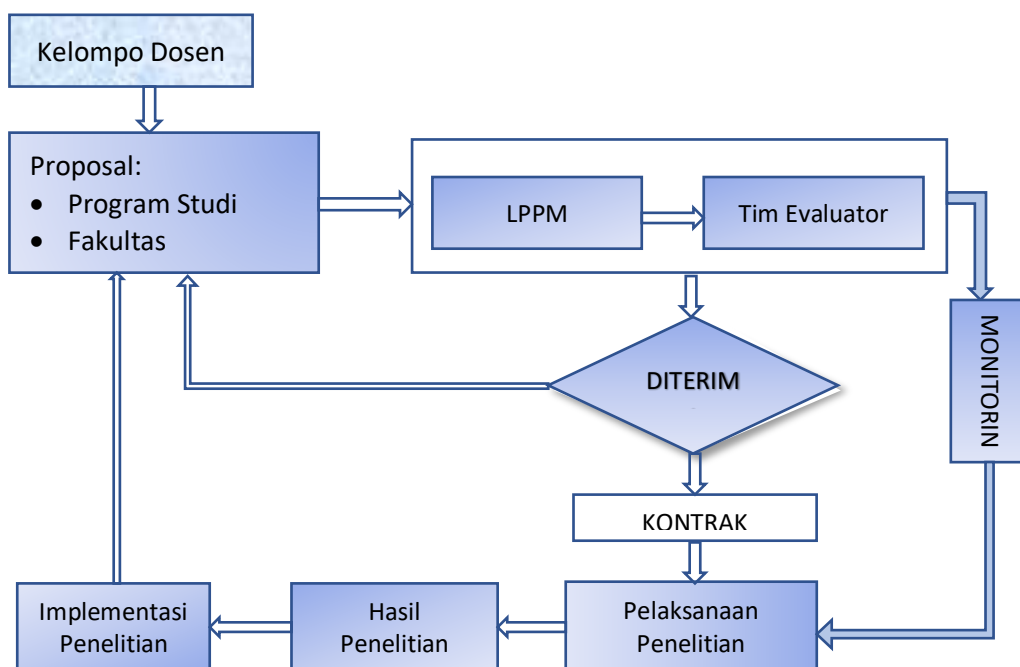 Kelompo Dosen
Proposal:
• Program Studi
• Fakultas
LPPM
Tim Evaluator
MONITORIN
DITERIM
KONTRAK
Implementasi
Penelitian
Hasil
Penelitian
Pelaksanaan
Penelitian